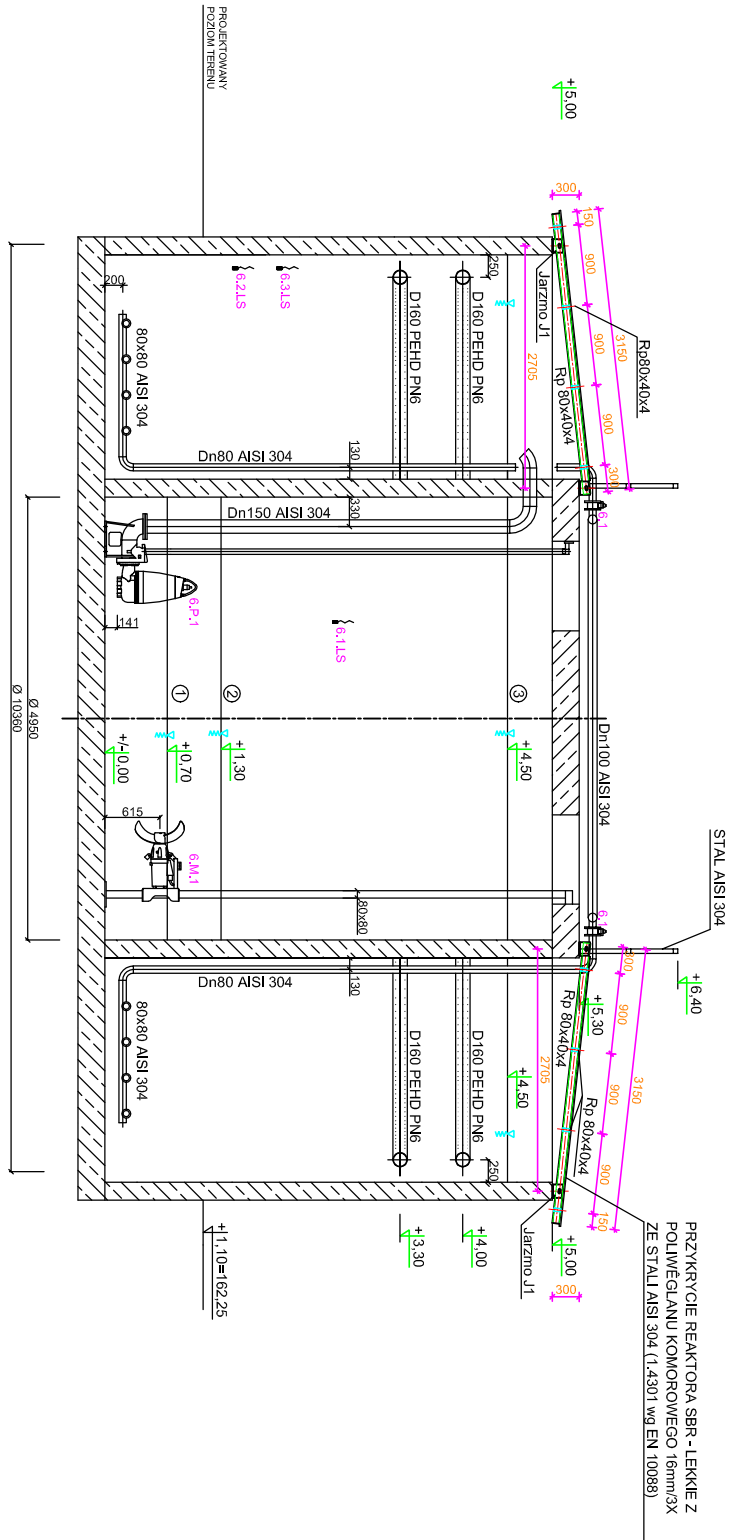 PROJEKTOWANY
POZIOM TERENU
+5,00
300
150
900
3150
Rp80x40x4
900
Rp 80x40x4
900
300
Jarzmo J1
2705
250
6.3.LS
6.2.LS
D160 PEHD PN6
D160 PEHD PN6
200
80x80 AISI 304
Dn80 AISI 304
130
330
Dn150 AISI 304
6.1
6.P.1
141
6.1.LS
1
2
3
Ø 4950
Ø 10360
+/-0,00
+0,70
+1,30
+4,50
Dn100 AISI 304
615
6.M.1
80x80
6.1
STAL AISI 304
+6,40
300
+5,30
900
3150
Rp 80x40x4
Rp 80x40x4
900
900
150
Dn80 AISI 304
130
80x80 AISI 304
D160 PEHD PN6
D160 PEHD PN6
+4,50
2705
250
Jarzmo J1
+5,00
300
+4,00
+3,30
+1,10=162,25
PRZYKRYCIE REAKTORA SBR - LEKKIE Z
POLIWĘGLANU KOMOROWEGO 16mm/3X
ZE STALI AISI 304 (1.4301 wg EN 10088)